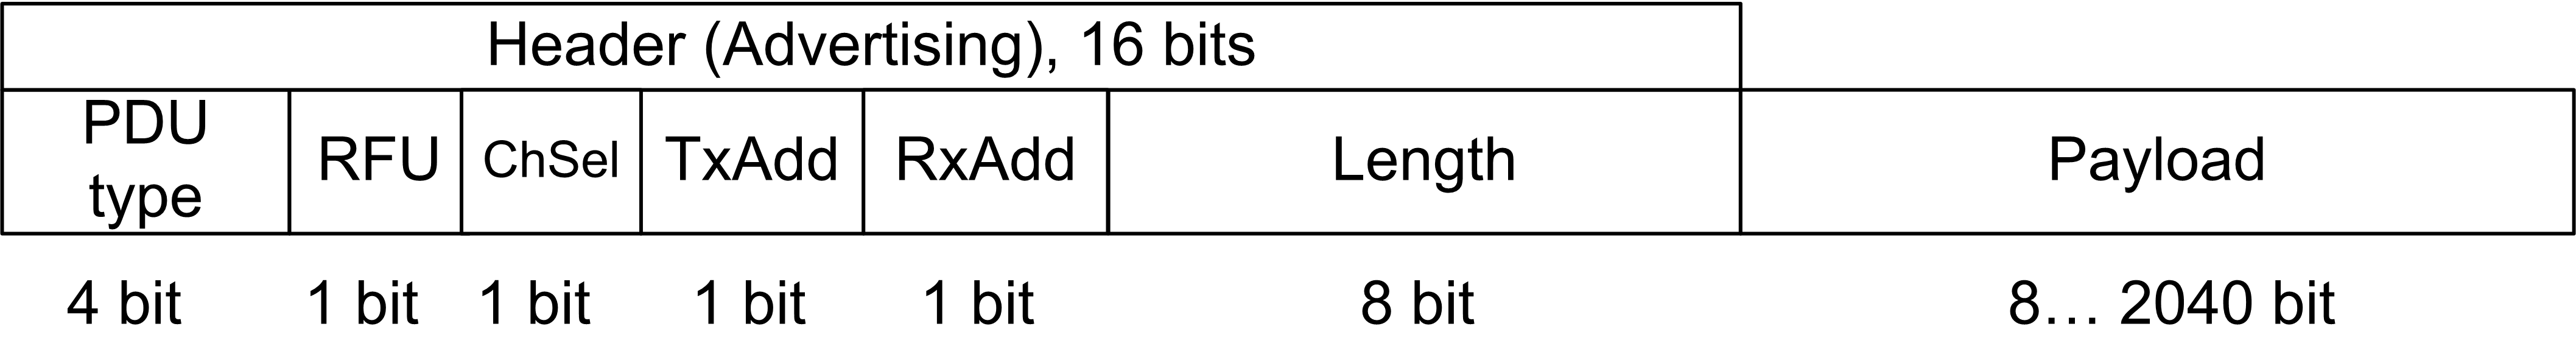 Header (Advertising), 16 bits
PDU
type
RFU
ChSel
TxAdd
RxAdd
Length
Payload
4 bit
1 bit
1 bit
1 bit
1 bit
8 bit
8... 2040 bit